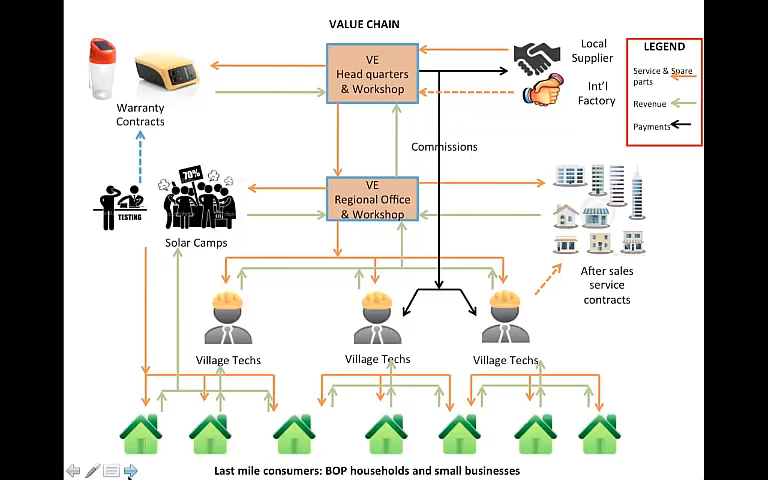 VALUE CHAIN
VE
Head quarters
& Workshop
Local
Supplier
Int'l
Factory
LEGEND
Service & Spare
parts
Revenue
Payments
Warranty
Contracts
Commissions
70%
TESTING
VE
Regional Office
& Workshop
Solar Camps
After sales
service
contracts
Village Techs
Village Techs
Village Techs
Last mile consumers: BOP households and small businesses